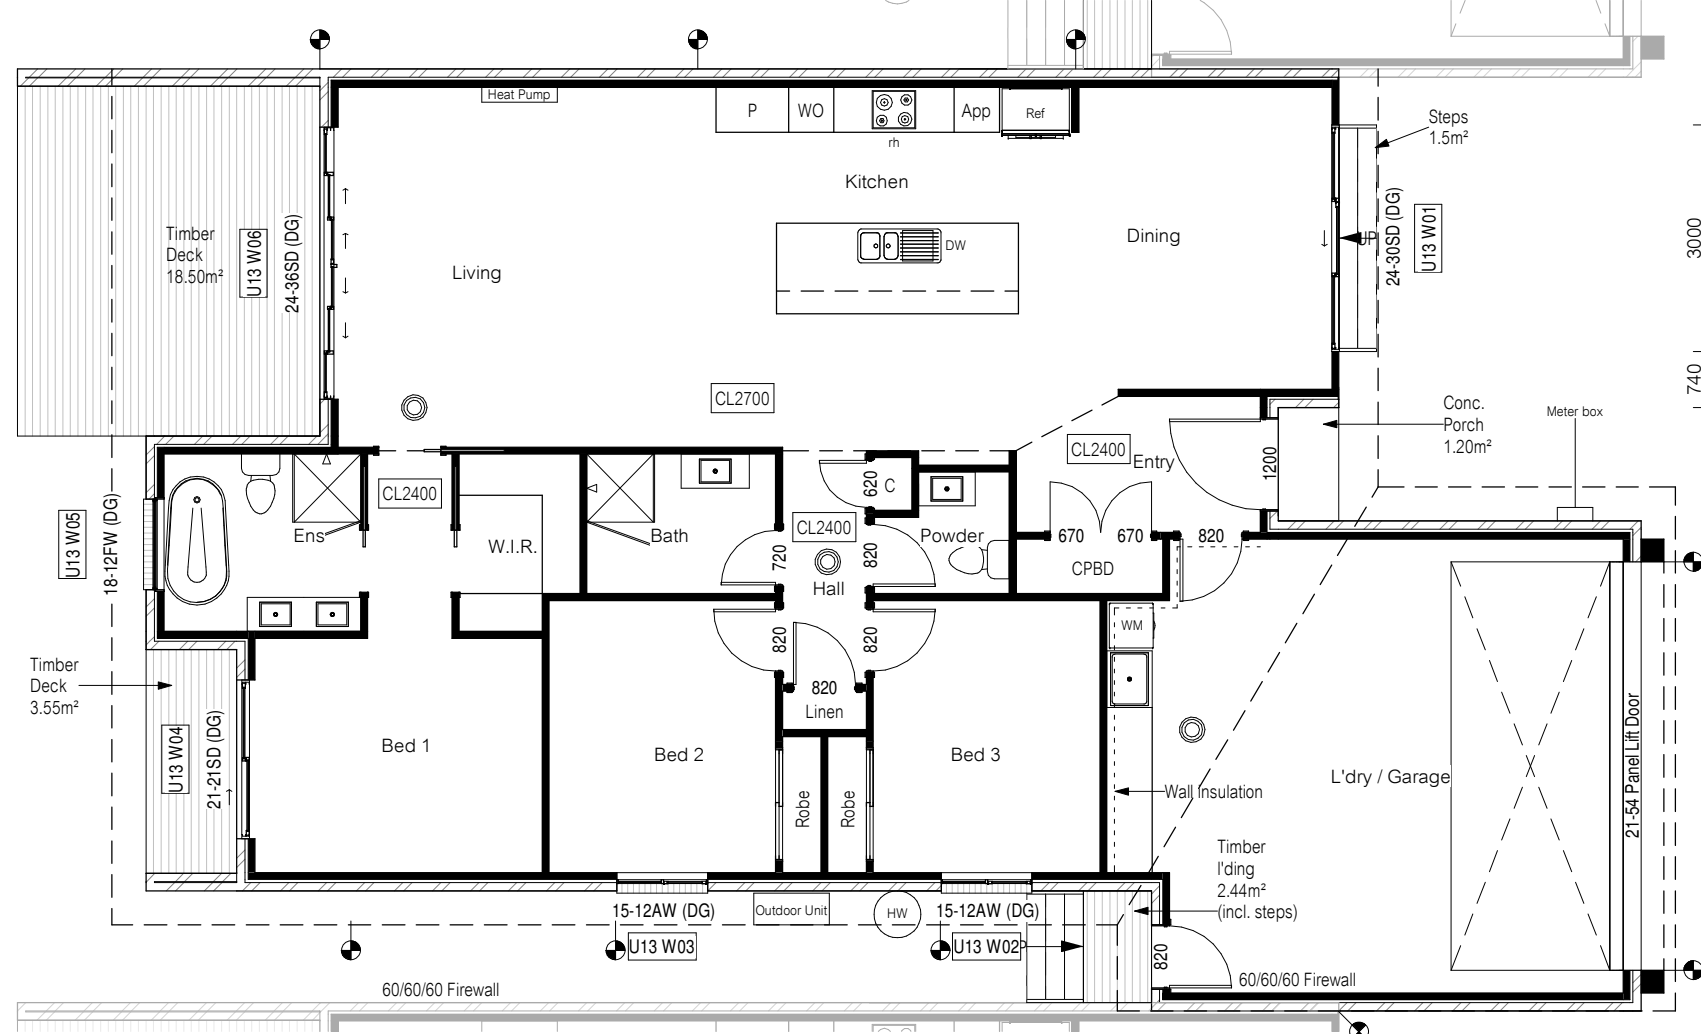 Heat Pump
P
WO
App
Ref
rh
Kitchen
Steps
1.5m²
Timber
Deck
18.50m²
U13 W06
24-36SD (DG)
Living
DW
Dining
UP
24-30SD (DG)
U13 W01
3000
740
CL2700
CL2400
Entry
1200
Conc.
Porch
1.20m²
Meter box
U13 W05
18-12FW (DG)
Ens
CL2400
W.I.R.
Bath
720
620
C
CL2400
820
Hall
Powder
670
670
820
CPBD
WM
Timber
Deck
3.55m²
U13 W04
21-21SD (DG)
Bed 1
Bed 2
820
820
820
Linen
Robe
Robe
Bed 3
Wall insulation
L'dry / Garage
21-54 Panel Lift Door
Timber
l'ding
2.44m²
(incl. steps)
15-12AW (DG)
Outdoor Unit
HW
15-12AW (DG)
U13 W03
U13 W02
820
60/60/60 Firewall
60/60/60 Firewall